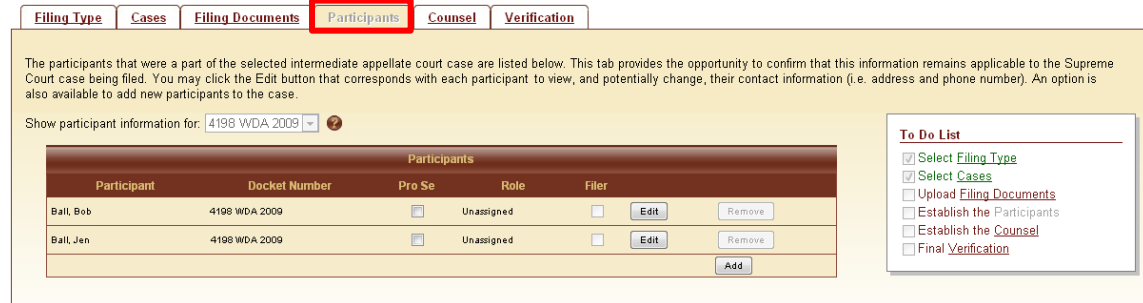 Filing Type Cases Filing Documents Participants Counsel Verification
The participants that were a part of the selected intermediate appellate court case are listed below. This tab provides the opportunity to confirm that this information remains applicable to the Supreme
Court case being filed. You may click the Edit button that corresponds with each participant to view, and potentially change, their contact information (i.e. address and phone number). An option is
also available to add new participants to the case.
Show participant information for: 4198 WDA 2009 ?
Participants
Participant Docket Number Pro Se Role Filer
Ball, Bob 4198 WDA 2009 Unassigned Edit Remove
Ball, Jen 4198 WDA 2009 Unassigned Edit Remove
Add
To Do List
Select Filing Type
Select Cases
Upload Filing Documents
Establish the Participants
Establish the Counsel
Final Verification